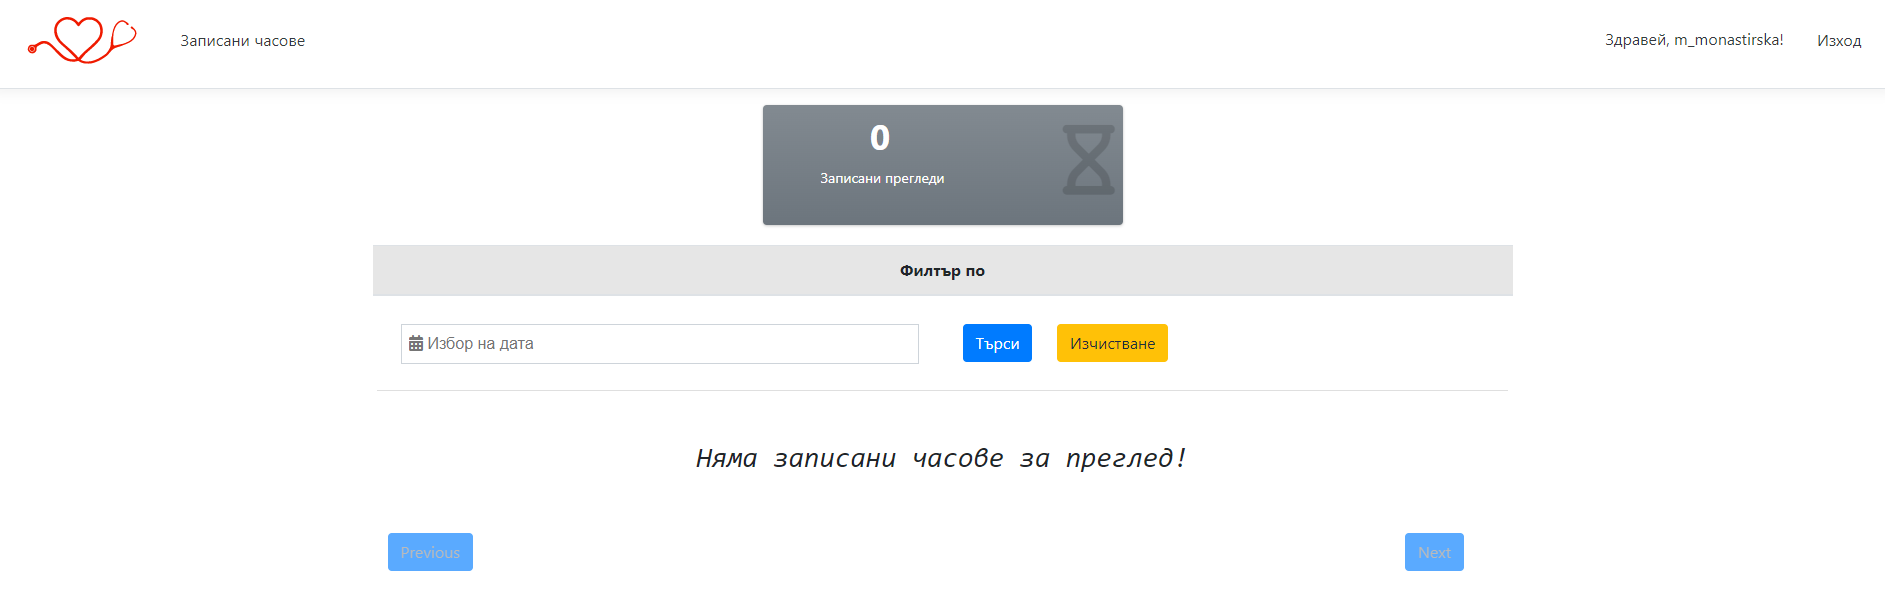 Записани часове
Здравей, m_monastirska!
Изход
0
Записани прегледи
Филтър по
Избор на дата
Търси
Изчистване
Няма записани часове за преглед!
Previous
Next